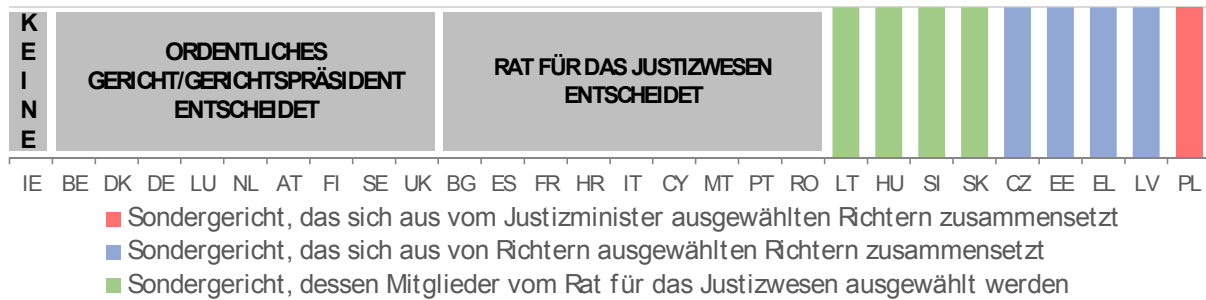 K
E
I
N
E
ORDENTLICHES
GERICHT/GERICHTSPRÄSIDENT
ENTSCHEIDET
RAT FÜR DAS JUSTIZWESEN
ENTSCHEIDET
IE BE DK DE LU NL AT FI SE UK BG ES FR HR IT CY MT PT RO LT HU SI SK CZ EE EL LV PL
Sondergericht, das sich aus vom Justizminister ausgewählten Richtern zusammensetzt
Sondergericht, das sich aus von Richtern ausgewählten Richtern zusammensetzt
Sondergericht, dessen Mitglieder vom Rat für das Justizwesen ausgewählt werden